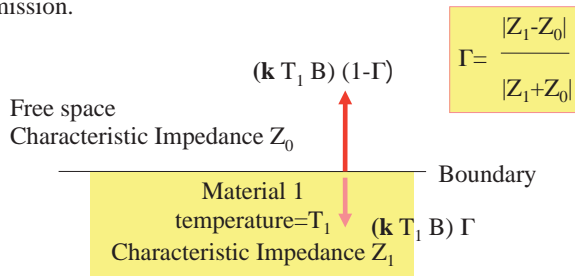 mission.
Γ= |Z₁-Z₀|
|Z₁+Z₀|
(k T₁ B) (1-Γ)
Free space
Characteristic Impedance Z₀
Boundary
Material 1
temperature=T₁
(k T₁ B) Γ
Characteristic Impedance Z₁